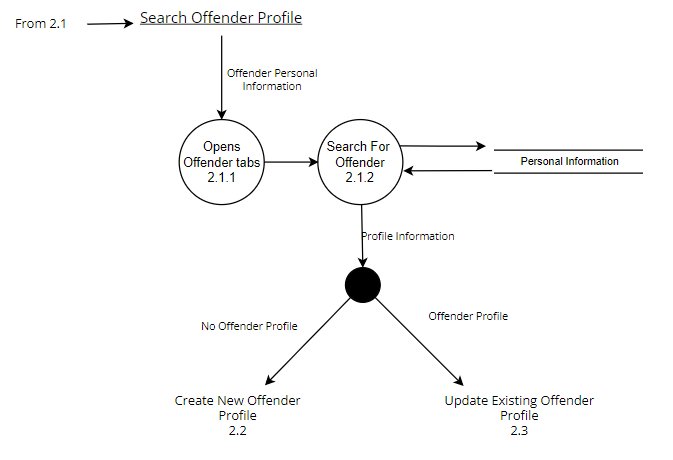 From 2.1
Search Offender Profile
Offender Personal
Information
Opens
Offender tabs
2.1.1
Search For
Offender
2.1.2
Personal Information
Profile Information
No Offender Profile
Offender Profile
Create New Offender
Profile
2.2
Update Existing Offender
Profile
2.3